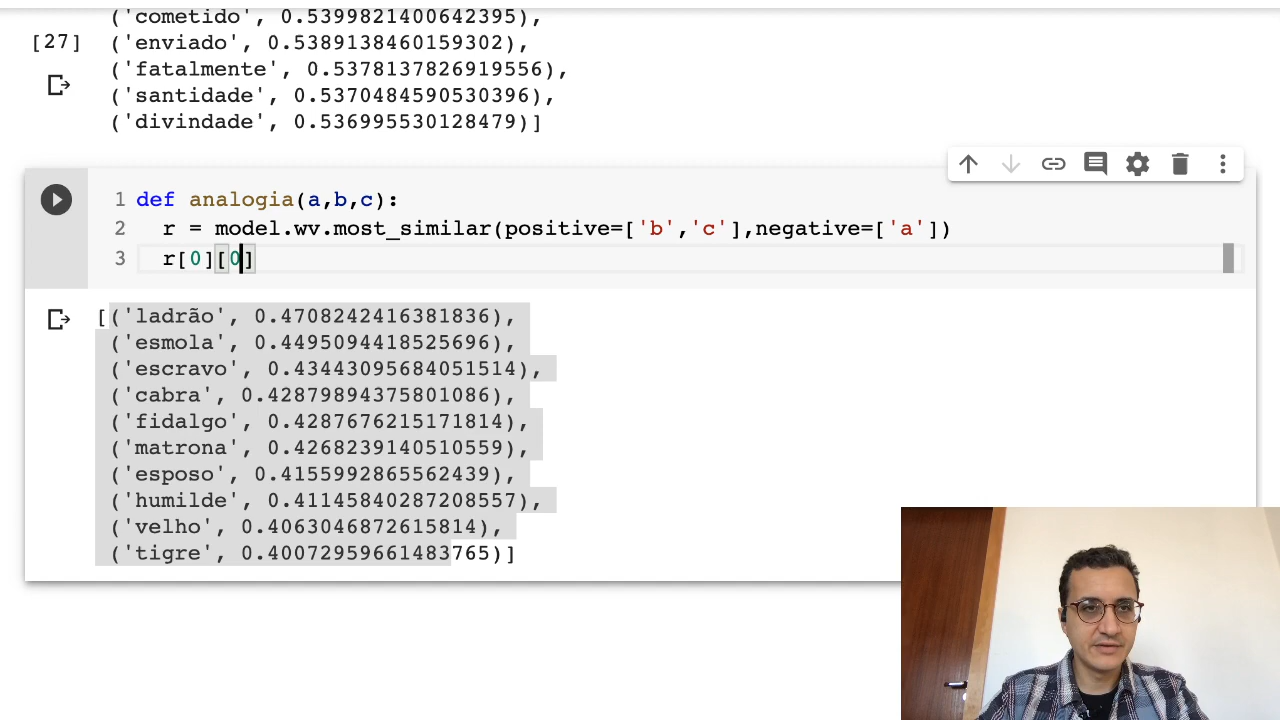 ('cometido', 0.5399821400642395),
[27] ('enviado', 0.5389138460159302),
('fatalmente', 0.5378137826919556),
('santidade', 0.5370484590530396),
('divindade', 0.536995530128479)]
1 def analogia(a,b,c):
2 r = model.wv.most_similar(positive=['b','c'],negative=['a'])
3 r[0][0]
[('ladrão', 0.4708242416381836),
('esmola', 0.4495094418525696),
('escravo', 0.43443095684051514),
('cabra', 0.42879894375801086),
('fidalgo', 0.4287676215171814),
('matrona', 0.4268239140510559),
('esposo', 0.4155992865562439),
('humilde', 0.41145840287208557),
('velho', 0.4063046872615814),
('tigre', 0.40072959661483765)]